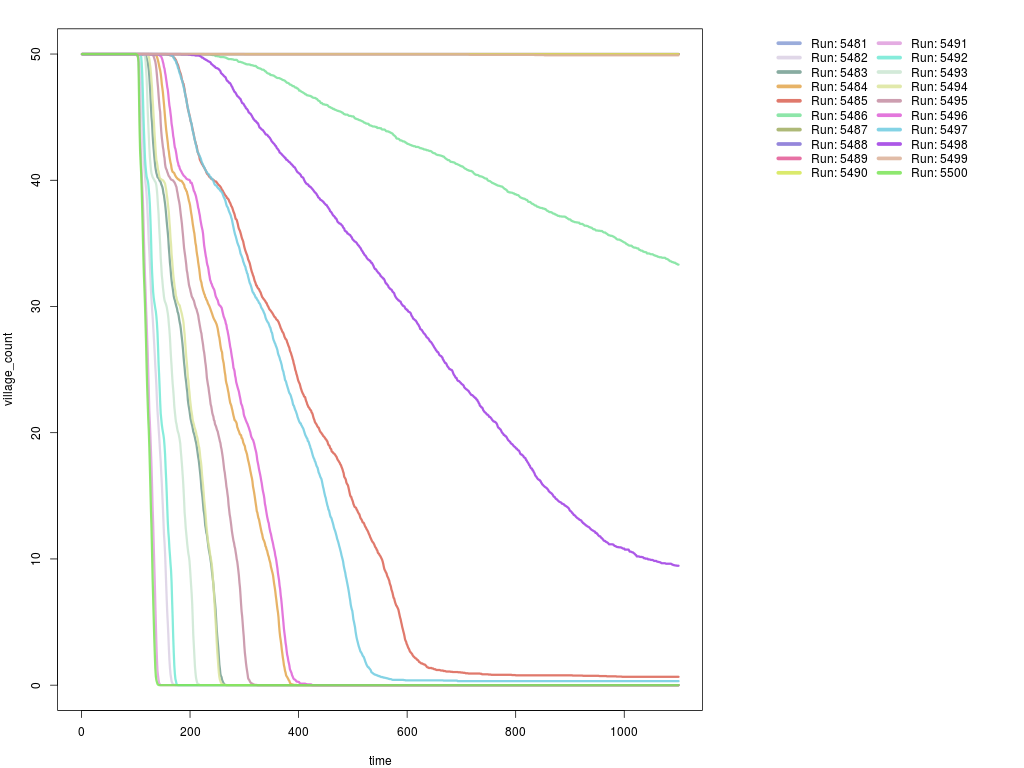 50
40
30
20
10
0
village_count
0 200 400 600 800 1000
time
Run: 5481 Run: 5491
Run: 5482 Run: 5492
Run: 5483 Run: 5493
Run: 5484 Run: 5494
Run: 5485 Run: 5495
Run: 5486 Run: 5496
Run: 5487 Run: 5497
Run: 5488 Run: 5498
Run: 5489 Run: 5499
Run: 5490 Run: 5500